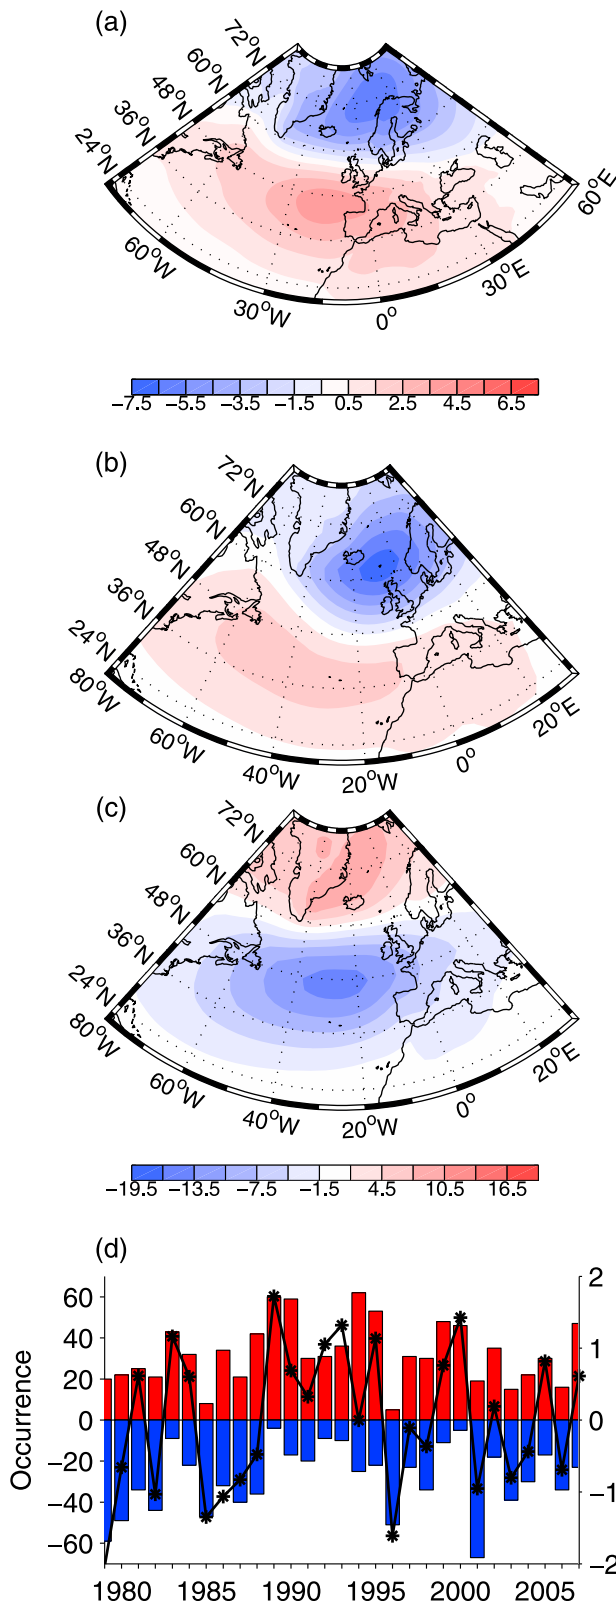 (a)
72°N
60°N
48°N
36°N
24°N
60°W
30°W
0°
30°E
60°E
−7.5 −5.5 −3.5 −1.5 0.5 2.5 4.5 6.5
(b)
72°N
60°N
48°N
36°N
24°N
80°W
60°W
40°W
20°W
0°
20°E
(c)
72°N
60°N
48°N
36°N
24°N
80°W
60°W
40°W
20°W
0°
20°E
−19.5 −13.5 −7.5 −1.5 4.5 10.5 16.5
(d)
Occurrence
60
40
20
0
−20
−40
−60
2
1
0
−1
−2
1980 1985 1990 1995 2000 2005